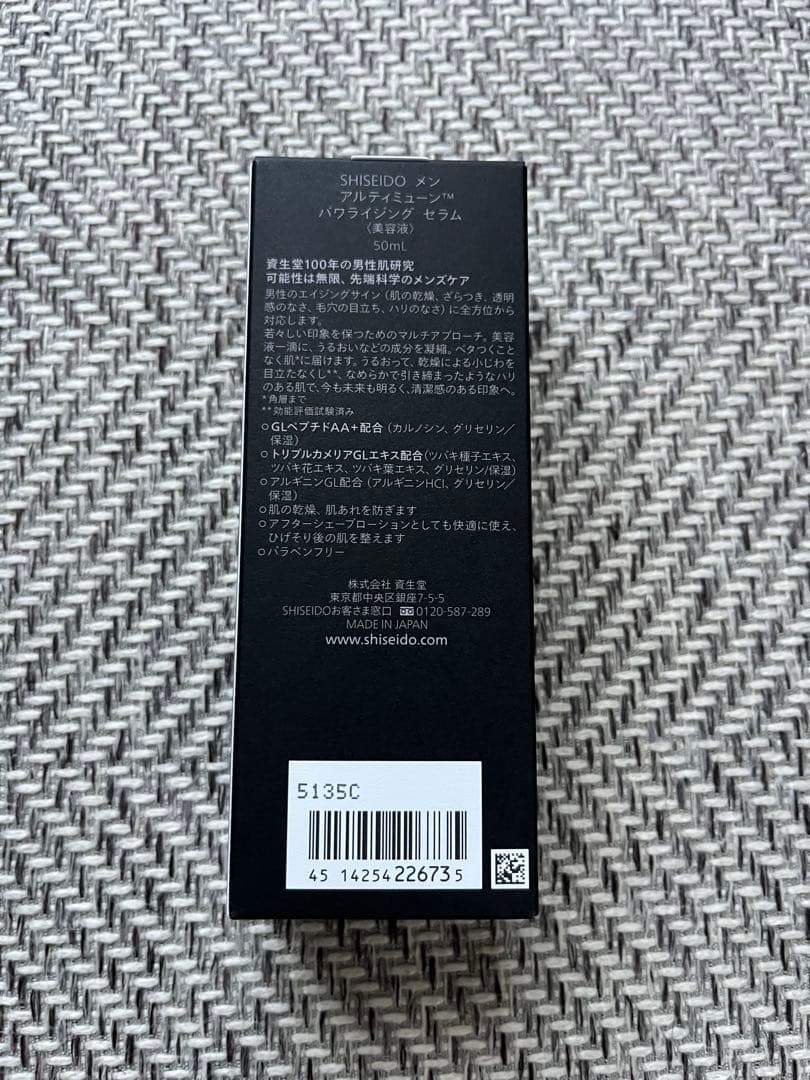 SHISEIDO メン
アルティミューン™
パワライジング セラム
〈美容液〉
50mL
資生堂100年の男性肌研究
可能性は無限、先端科学のメンズケア
男性のエイジングサイン（肌の乾燥、ざらつき、透明
感のなさ、毛穴の目立ち、ハリのなさ）に全方位から
対応します。
若々しい印象を保つためのマルチアプローチ。美容
液一滴に、うるおいなどの成分を凝縮。ベタつくこと
なく肌*に届けます。うるおって、乾燥による小じわを
目立たなくし**、なめらかで引き締まったようなハリ
のある肌で、今も未来も明るく、清潔感のある印象へ。
*角層まで
**効能評価試験済み
○GLペプチドAA+配合（カルノシン、グリセリン／
保湿）
○トリプルカメリアGLエキス配合（ツバキ種子エキス、
ツバキ花エキス、ツバキ葉エキス、グリセリン/保湿）
○アルギニンGL配合（アルギニンHCl、グリセリン／
保湿）
○肌の乾燥、肌あれを防ぎます
○アフターシェーブローションとしても快適に使え、
ひげそり後の肌を整えます
○パラベンフリー
株式会社 資生堂
東京都中央区銀座7-5-5
SHISEIDOお客さま窓口 0120-587-289
MADE IN JAPAN
www.shiseido.com
5135C
45 14254 22673 5